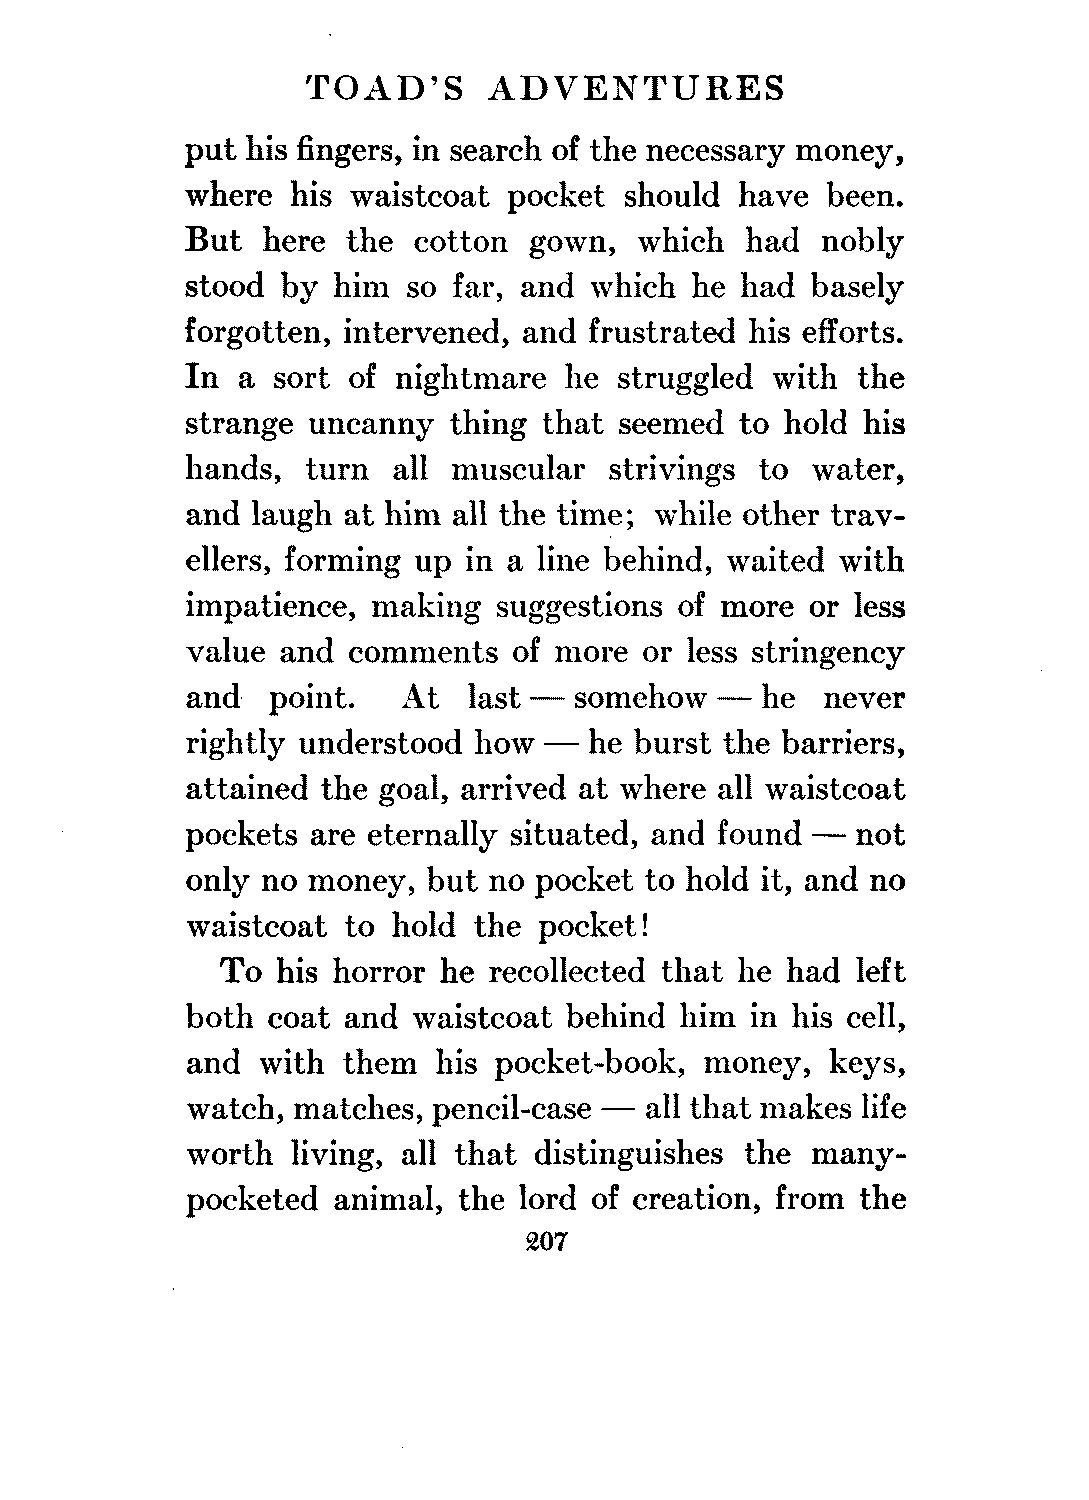 TOAD'S ADVENTURES
put his fingers, in search of the necessary money,
where his waistcoat pocket should have been.
But here the cotton gown, which had nobly
stood by him so far, and which he had basely
forgotten, intervened, and frustrated his efforts.
In a sort of nightmare he struggled with the
strange uncanny thing that seemed to hold his
hands, turn all muscular strivings to water,
and laugh at him all the time; while other trav-
ellers, forming up in a line behind, waited with
impatience, making suggestions of more or less
value and comments of more or less stringency
and point. At last — somehow — he never
rightly understood how — he burst the barriers,
attained the goal, arrived at where all waistcoat
pockets are eternally situated, and found — not
only no money, but no pocket to hold it, and no
waistcoat to hold the pocket!
To his horror he recollected that he had left
both coat and waistcoat behind him in his cell,
and with them his pocket-book, money, keys,
watch, matches, pencil-case — all that makes life
worth living, all that distinguishes the many-
pocketed animal, the lord of creation, from the
207